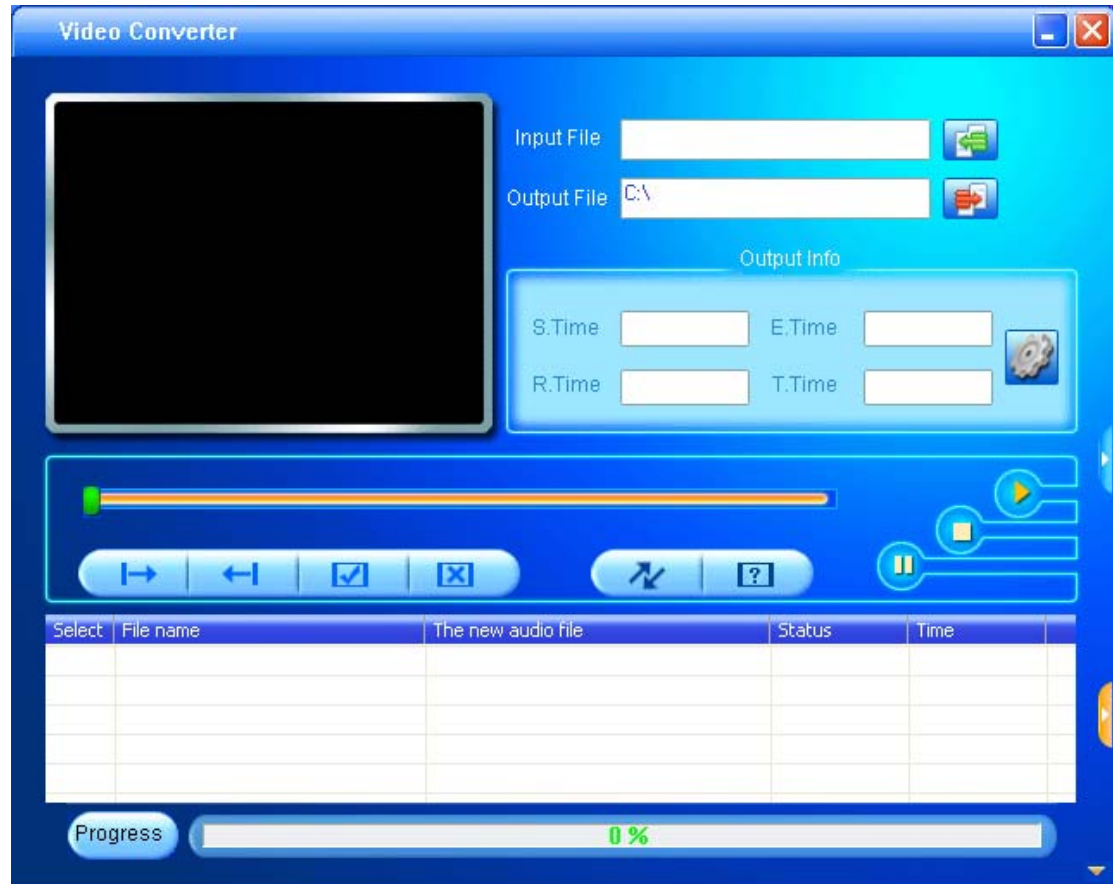 Video Converter
Input File
Output File C:\
Output Info
S.Time E.Time
R.Time T.Time
?
Select File name The new audio file Status Time
Progress 0 %